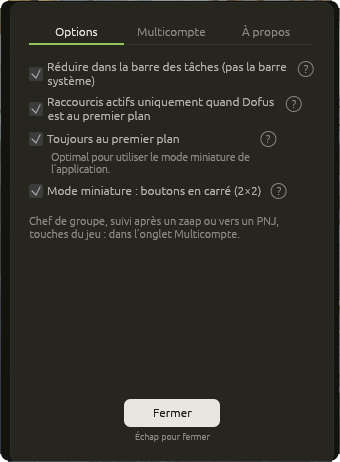 Options Multicompte À propos
Réduire dans la barre des tâches (pas la barre ?
système)
Raccourcis actifs uniquement quand Dofus ?
est au premier plan
Toujours au premier plan ?
Optimal pour utiliser le mode miniature de
l'application.
Mode miniature : boutons en carré (2×2) ?
Chef de groupe, suivi après un zaap ou vers un PNJ,
touches du jeu : dans l'onglet Multicompte.
Fermer
Échap pour fermer